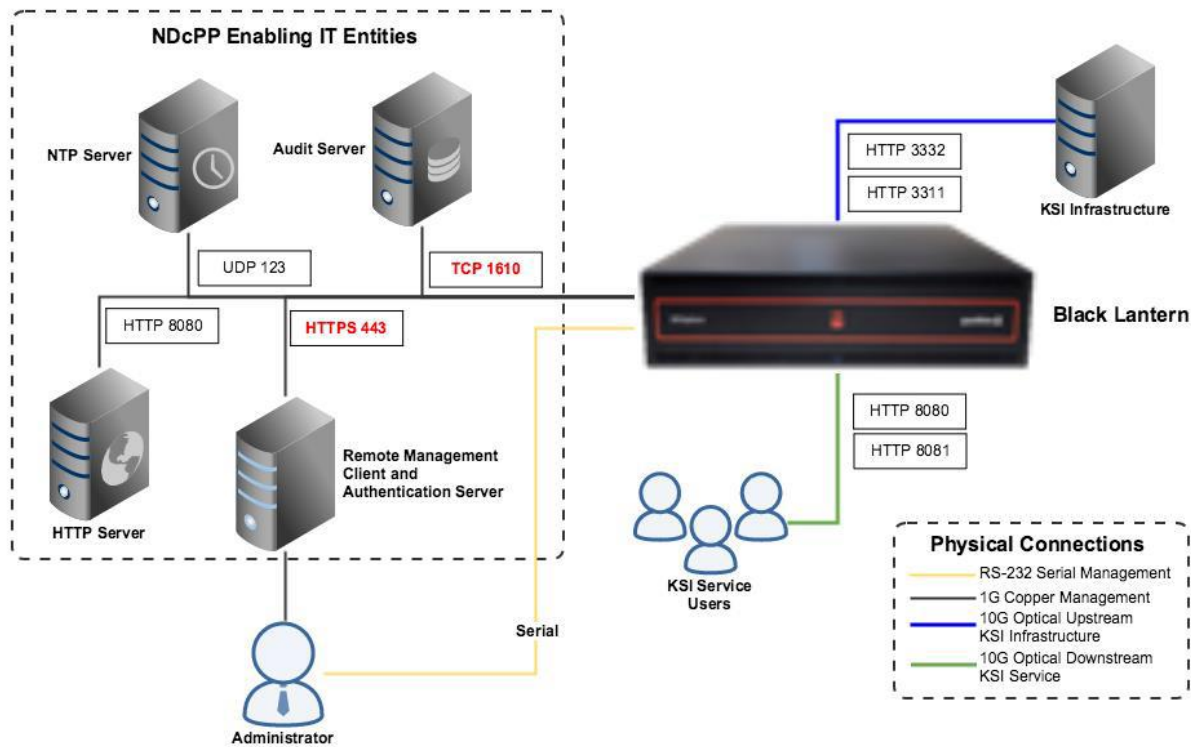 NDcPP Enabling IT Entities
NTP Server
Audit Server
UDP 123
TCP 1610
HTTP 8080
HTTPS 443
HTTP Server
Remote Management
Client and
Authentication Server
Administrator
Serial
HTTP 3332
HTTP 3311
KSI Infrastructure
Black Lantern
HTTP 8080
HTTP 8081
KSI Service
Users
Physical Connections
RS-232 Serial Management
1G Copper Management
10G Optical Upstream
KSI Infrastructure
10G Optical Downstream
KSI Service